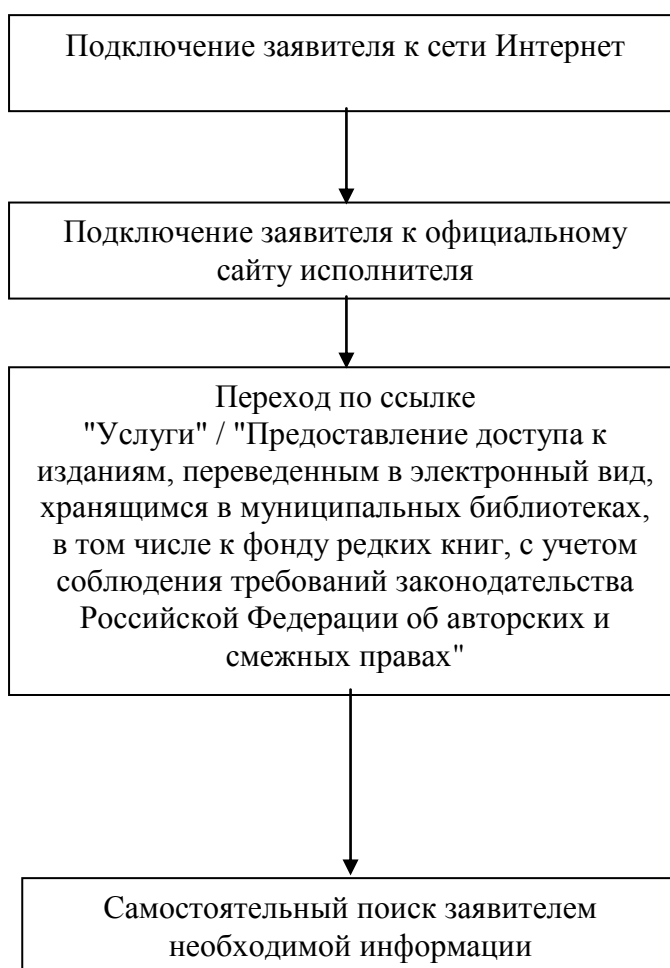 Подключение заявителя к сети Интернет
Подключение заявителя к официальному
сайту исполнителя
Переход по ссылке
"Услуги" / "Предоставление доступа к
изданиям, переведенным в электронный вид,
хранящимся в муниципальных библиотеках,
в том числе к фонду редких книг, с учетом
соблюдения требований законодательства
Российской Федерации об авторских и
смежных правах"
Самостоятельный поиск заявителем
необходимой информации